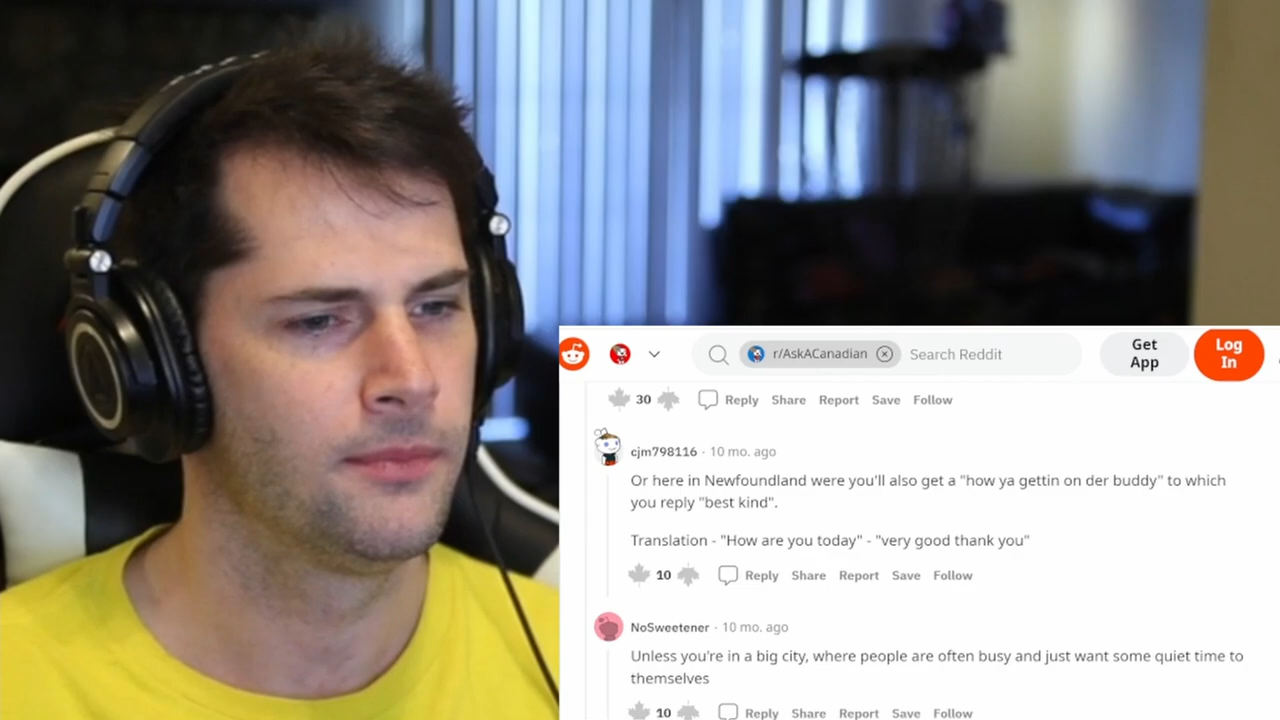 r/AskACanadian
Search Reddit
Get
App
Log
In
30 Reply Share Report Save Follow
cjm798116 · 10 mo. ago
Or here in Newfoundland were you'll also get a "how ya gettin on der buddy" to which
you reply "best kind".
Translation - "How are you today" - "very good thank you"
10 Reply Share Report Save Follow
NoSweetener · 10 mo. ago
Unless you're in a big city, where people are often busy and just want some quiet time to
themselves
10 Reply Share Report Save Follow